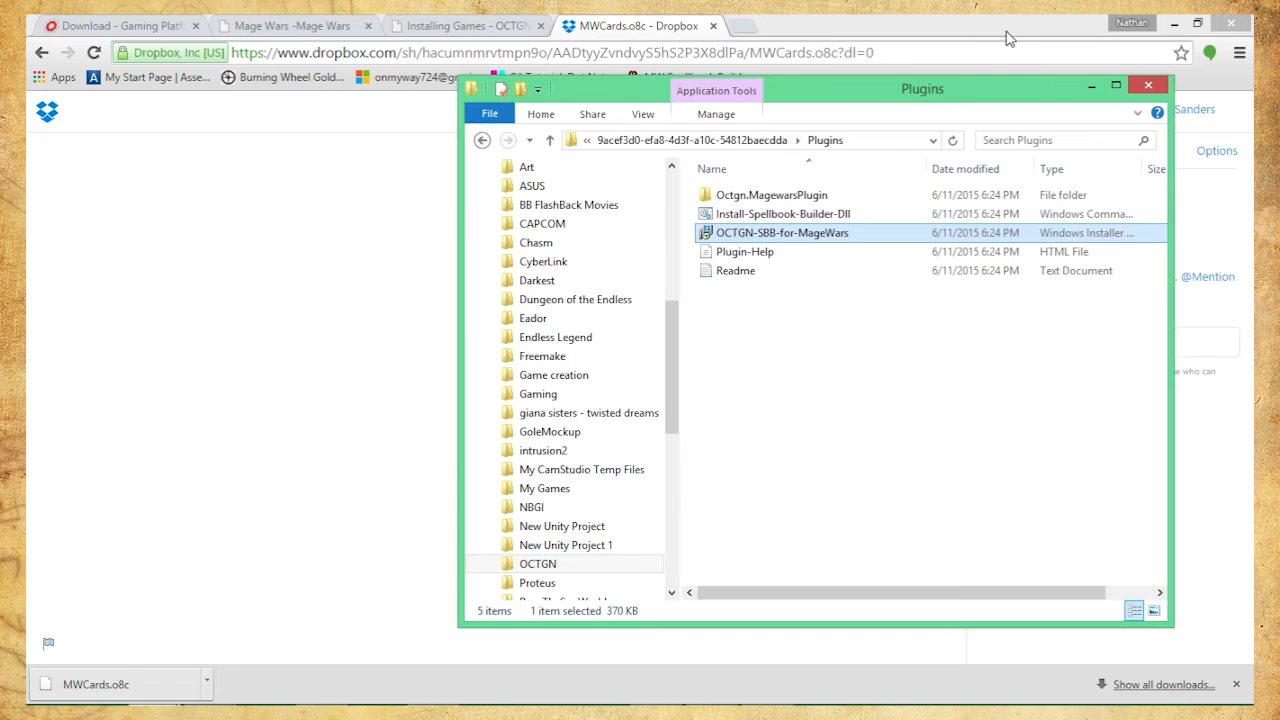 Download - Gaming Platf
Mage Wars -Mage Wars
Installing Games - OCTGN
MWCards.o8c - Dropbox
Nathan
Dropbox, Inc [US]
https://www.dropbox.com/sh/hacummmrvtmpn9o/AADtyyZvndvyS5hS2P3X8dlPa/MWCards.o8c?dl=0
Apps
My Start Page | Asse...
Burning Wheel Gold...
Application Tools
Plugins
File
Home
Share
View
Manage
Sanders
9acef3d0-efa8-4d3f-a10c-54812baecdda
Plugins
Search Plugins
Options
Name
Date modified
Type
Size
Art
ASUS
BB FlashBack Movies
CAPCOM
Chasm
CyberLink
Darkest
Dungeon of the Endless
Eador
Endless Legend
Freemake
Game creation
Gaming
giana sisters - twisted dreams
GoleMockup
intrusion2
My CamStudio Temp Files
My Games
NBGI
New Unity Project
New Unity Project 1
OCTGN
Proteus
Octgn.MagewarsPlugin 6/11/2015 6:24 PM File folder
Install-Spellbook-Builder-Dll 6/11/2015 6:24 PM Windows Comma...
OCTGN-SBB-for-MageWars 6/11/2015 6:24 PM Windows Installer ...
Plugin-Help 6/11/2015 6:24 PM HTML File
Readme 6/11/2015 6:24 PM Text Document
@Mention
e who can
5 items 1 item selected 370 KB
MWCards.o8c
Show all downloads...